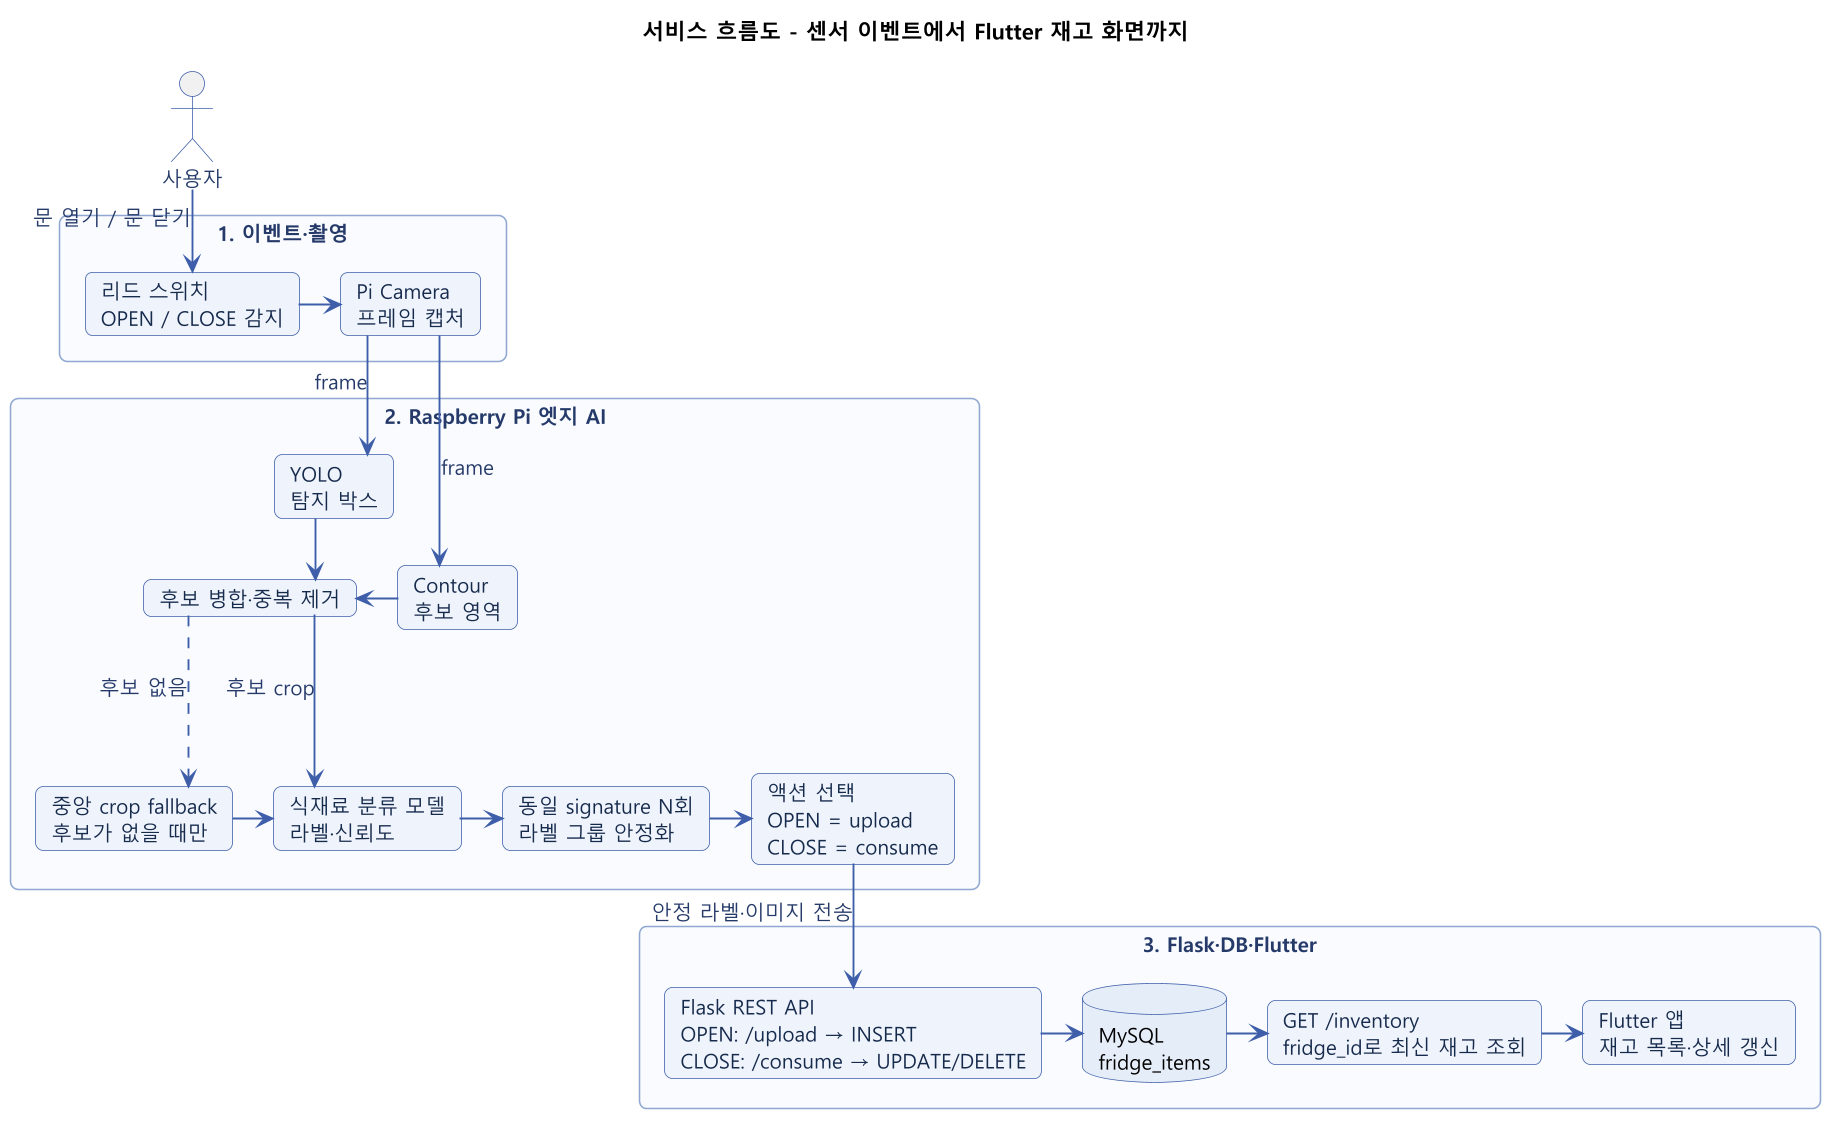 서비스 흐름도 - 센서 이벤트에서 Flutter 재고 화면까지
사용자
문 열기 / 문 닫기
1. 이벤트·촬영
리드 스위치
OPEN / CLOSE 감지
Pi Camera
프레임 캡처
frame
2. Raspberry Pi 엣지 AI
frame
YOLO
탐지 박스
후보 병합·중복 제거
Contour
후보 영역
후보 없음
후보 crop
중앙 crop fallback
후보가 없을 때만
식재료 분류 모델
라벨·신뢰도
동일 signature N회
라벨 그룹 안정화
액션 선택
OPEN = upload
CLOSE = consume
안정 라벨·이미지 전송
3. Flask·DB·Flutter
Flask REST API
OPEN: /upload → INSERT
CLOSE: /consume → UPDATE/DELETE
MySQL
fridge_items
GET /inventory
fridge_id로 최신 재고 조회
Flutter 앱
재고 목록·상세 갱신